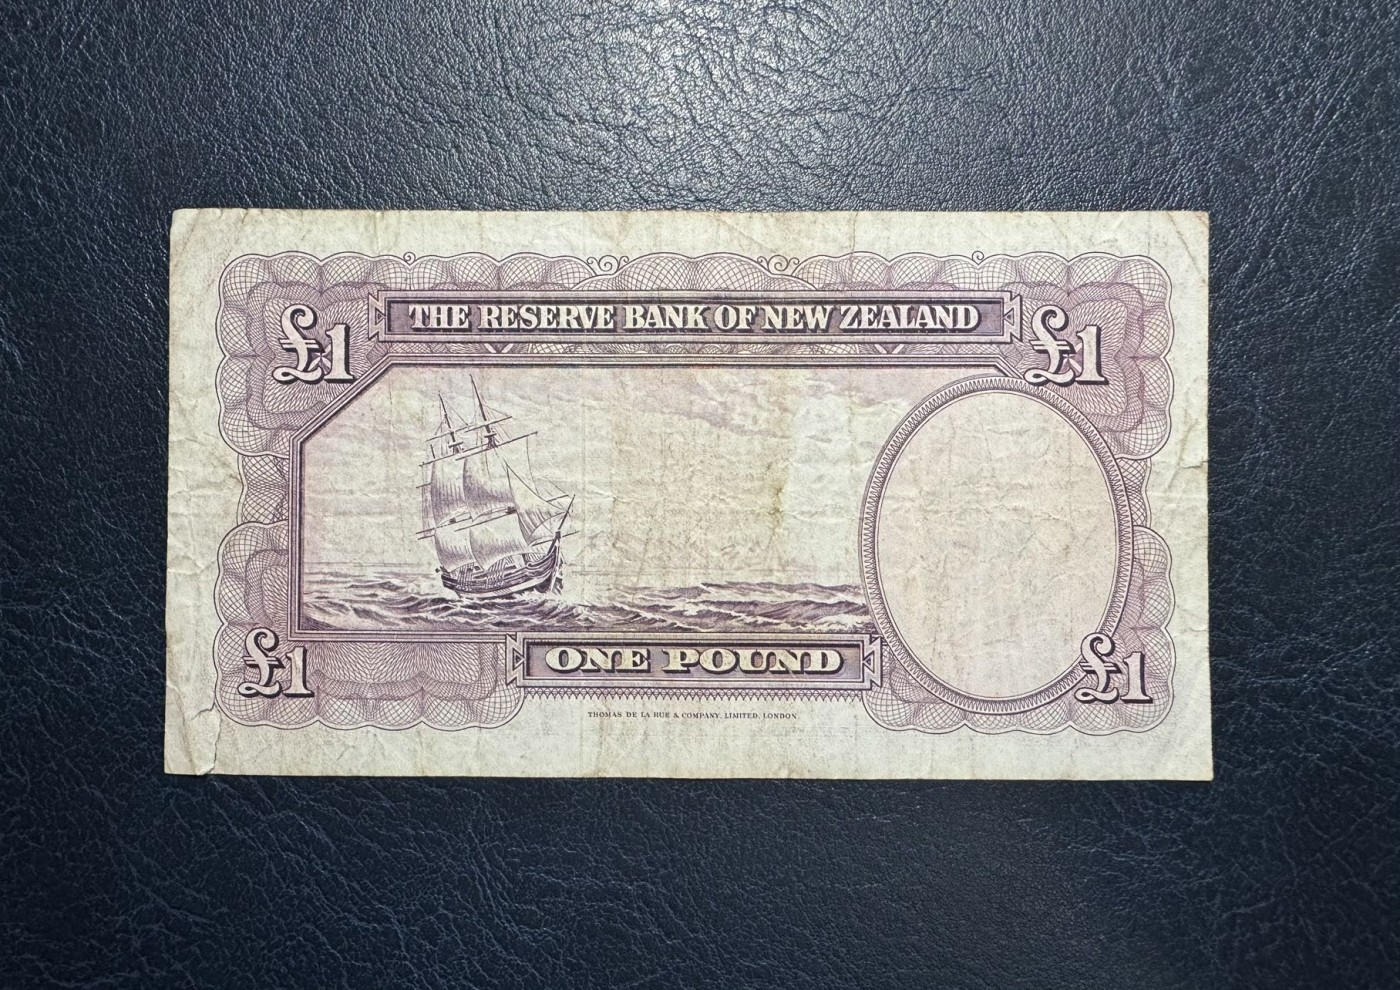 THE RESERVE BANK OF NEW ZEALAND
£1 £1
ONE POUND
£1 £1
THOMAS DE LA RUE & COMPANY, LIMITED, LONDON.